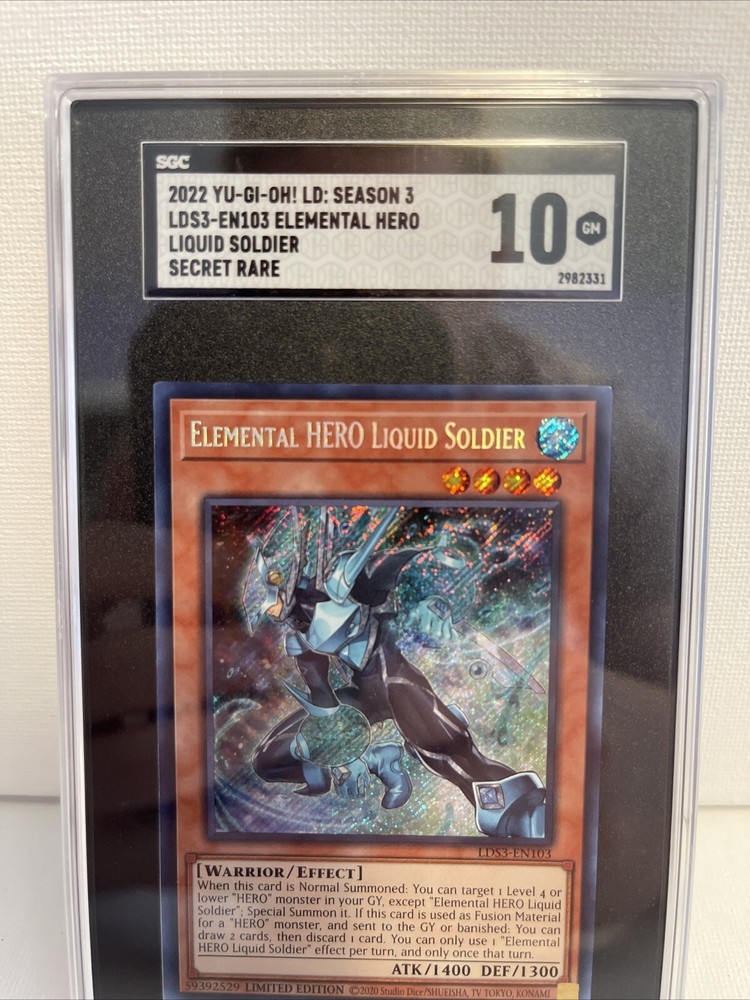 SGC
2022 YU-GI-OH! LD: SEASON 3
LDS3-EN103 ELEMENTAL HERO
LIQUID SOLDIER
SECRET RARE
10
GM
2982331
ELEMENTAL HERO LIQUID SOLDIER
LDS3-EN103
[WARRIOR/EFFECT]
When this card is Normal Summoned: You can target 1 Level 4 or
lower "HERO" monster in your GY, except "Elemental HERO Liquid
Soldier"; Special Summon it. If this card is used as Fusion Material
for a "HERO" monster, and sent to the GY or banished: You can
draw 2 cards, then discard 1 card. You can only use 1 "Elemental
HERO Liquid Soldier" effect per turn, and only once that turn.
ATK/1400 DEF/1300
59392529 LIMITED EDITION ©2020 Studio Dice/SHUEISHA, TV TOKYO, KONAMI